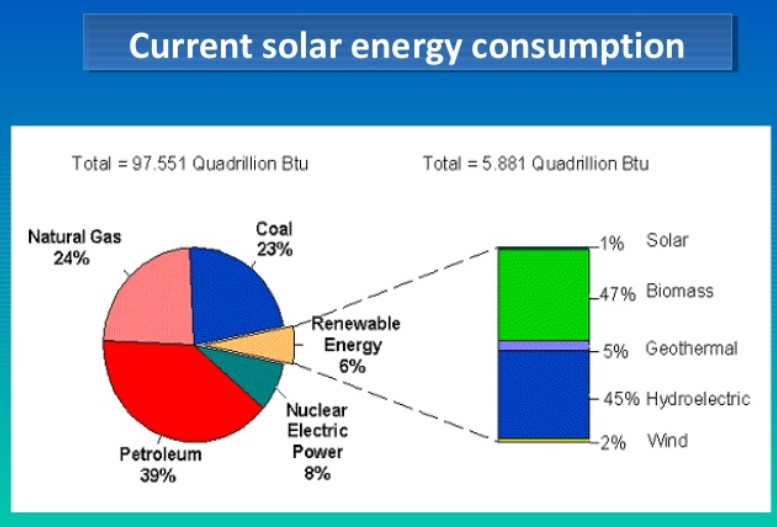 Current solar energy consumption
Total = 97.551 Quadrillion Btu
Total = 5.881 Quadrillion Btu
Natural Gas
24%
Coal
23%
Renewable
Energy
6%
Nuclear
Electric
Power
8%
Petroleum
39%
1% Solar
47% Biomass
5% Geothermal
45% Hydroelectric
2% Wind